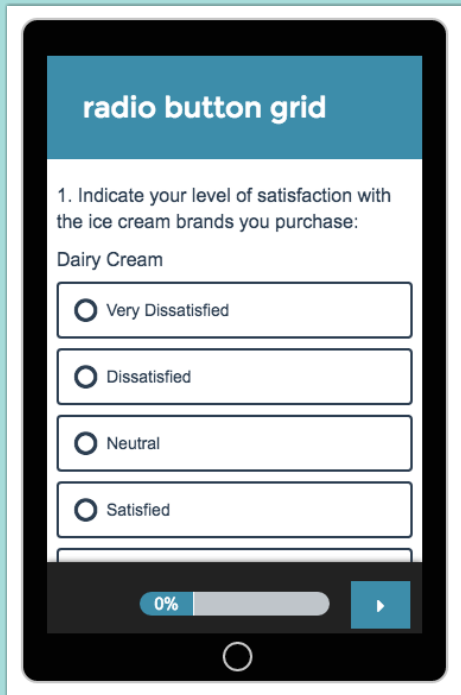 radio button grid
1. Indicate your level of satisfaction with
the ice cream brands you purchase:
Dairy Cream
Very Dissatisfied
Dissatisfied
Neutral
Satisfied
0%